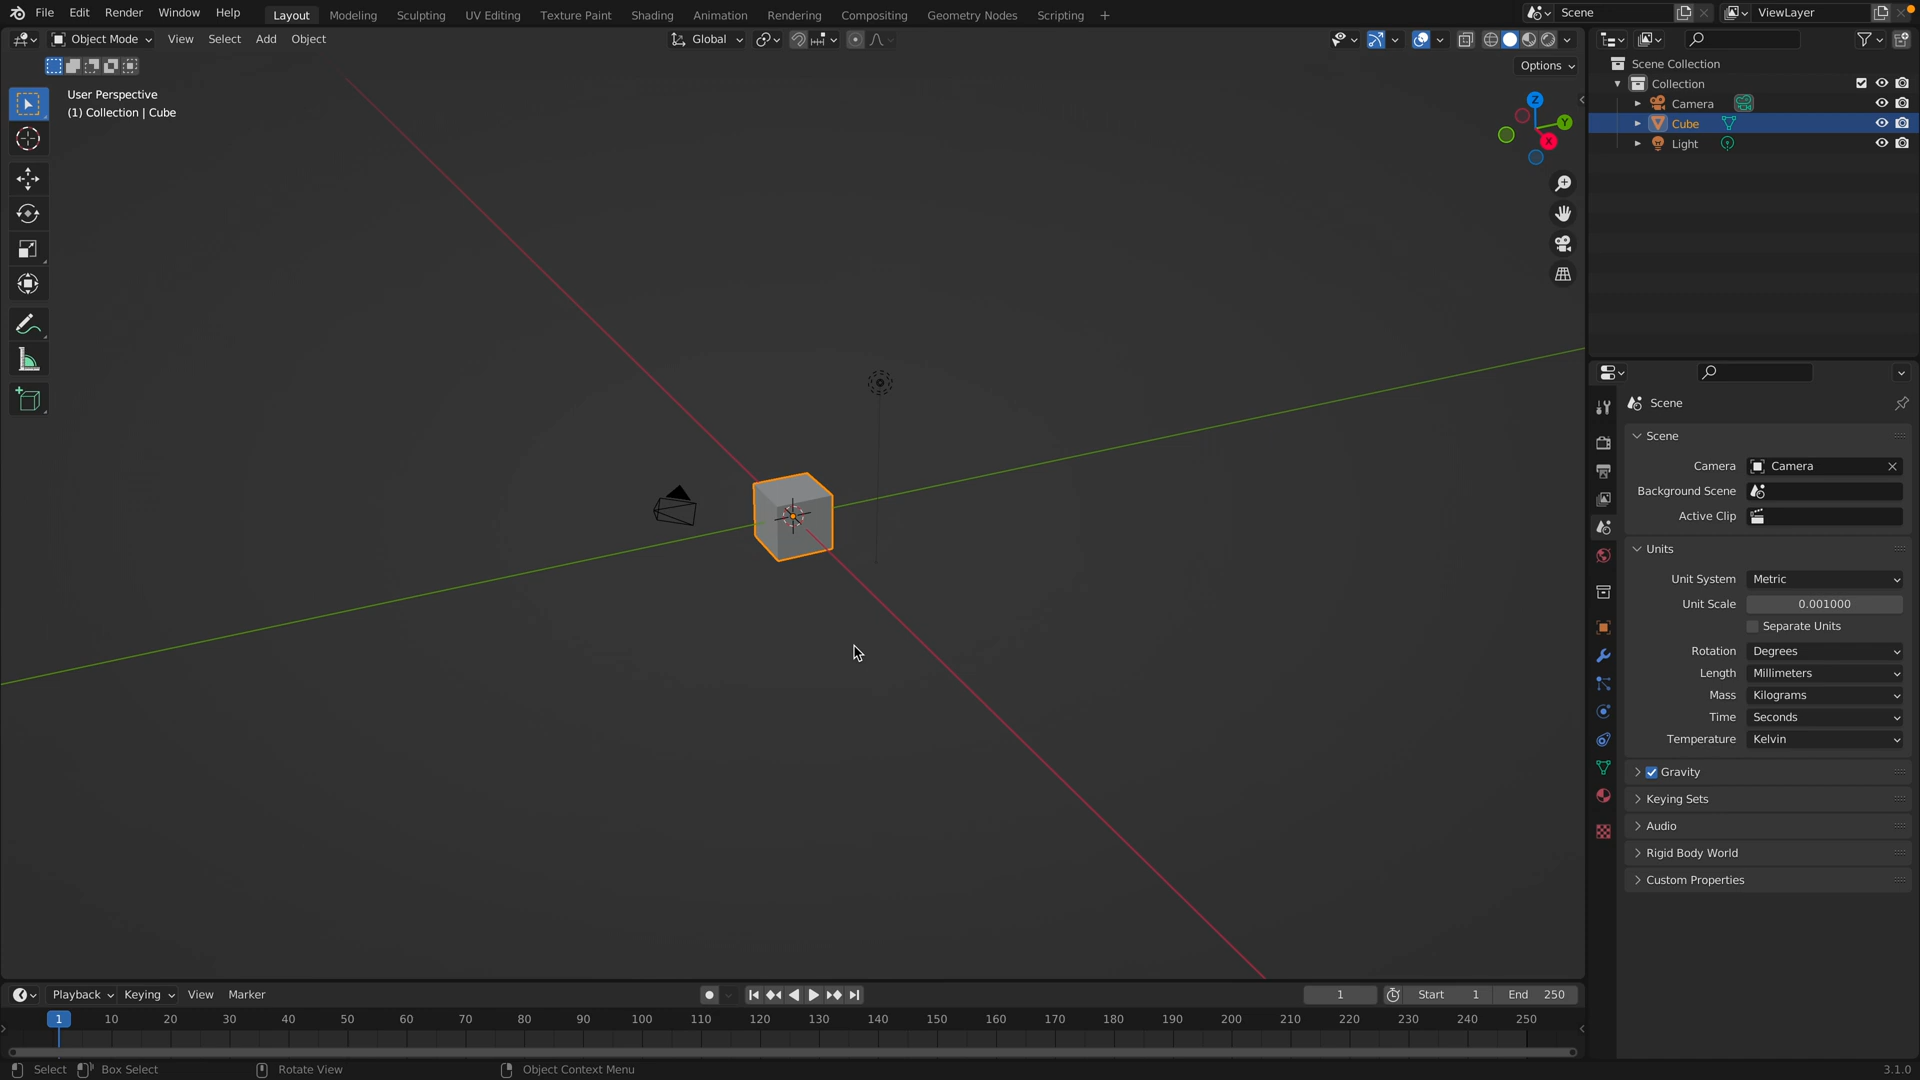 File Edit Render Window Help Layout Modeling Sculpting UV Editing Texture Paint Shading Animation Rendering Compositing Geometry Nodes Scripting + Scene ViewLayer
Object Mode View Select Add Object Global
Options
User Perspective
(1) Collection | Cube
Z
Y
X
Scene Collection
Collection
Camera
Cube
Light
Scene
Scene
Camera Camera
Background Scene
Active Clip
Units
Unit System Metric
Unit Scale 0.001000
Separate Units
Rotation Degrees
Length Millimeters
Mass Kilograms
Time Seconds
Temperature Kelvin
Gravity
Keying Sets
Audio
Rigid Body World
Custom Properties
Playback Keying View Marker 1 Start 1 End 250
1 10 20 30 40 50 60 70 80 90 100 110 120 130 140 150 160 170 180 190 200 210 220 230 240 250
Select Box Select Rotate View Object Context Menu 3.1.0